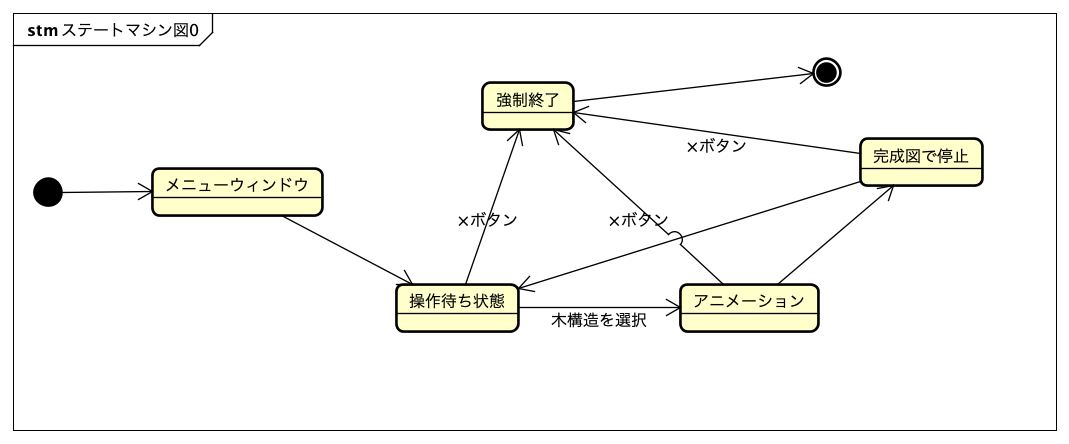 stm ステートマシン図0
強制終了
×ボタン
完成図で停止
メニューウィンドウ
×ボタン
×ボタン
操作待ち状態
アニメーション
木構造を選択